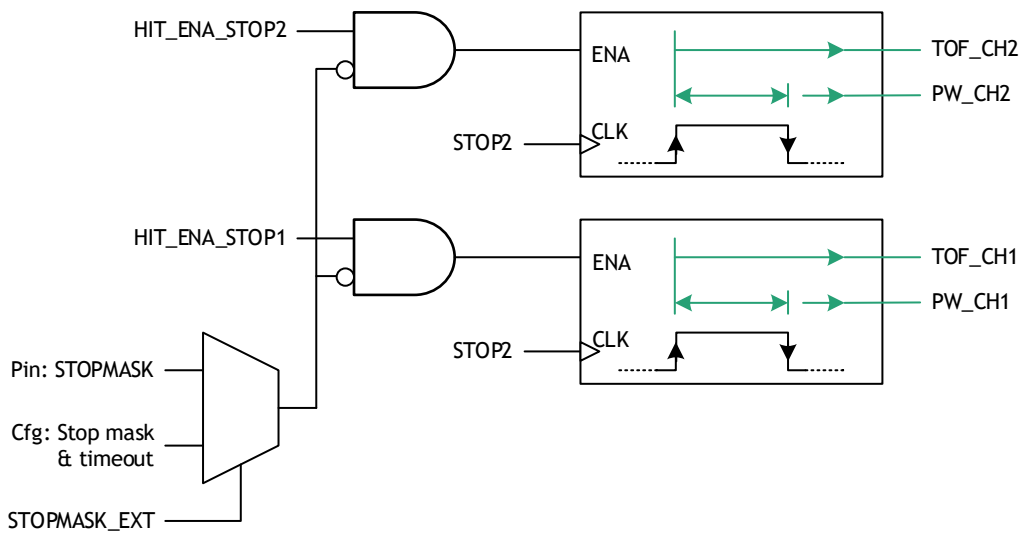 HIT_ENA_STOP2
ENA
TOF_CH2
PW_CH2
STOP2
CLK
HIT_ENA_STOP1
ENA
TOF_CH1
PW_CH1
STOP2
CLK
Pin: STOPMASK
Cfg: Stop mask
& timeout
STOPMASK_EXT